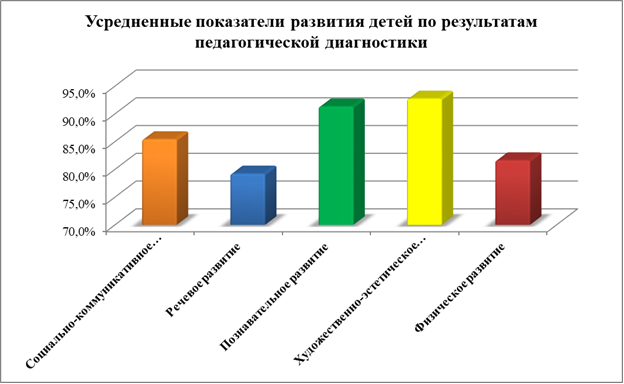 Усредненные показатели развития детей по результатам
педагогической диагностики
95,0%
90,0%
85,0%
80,0%
75,0%
70,0%
Социально-коммуникативное…
Речевое развитие
Познавательное развитие
Художественно-эстетическое…
Физическое развитие